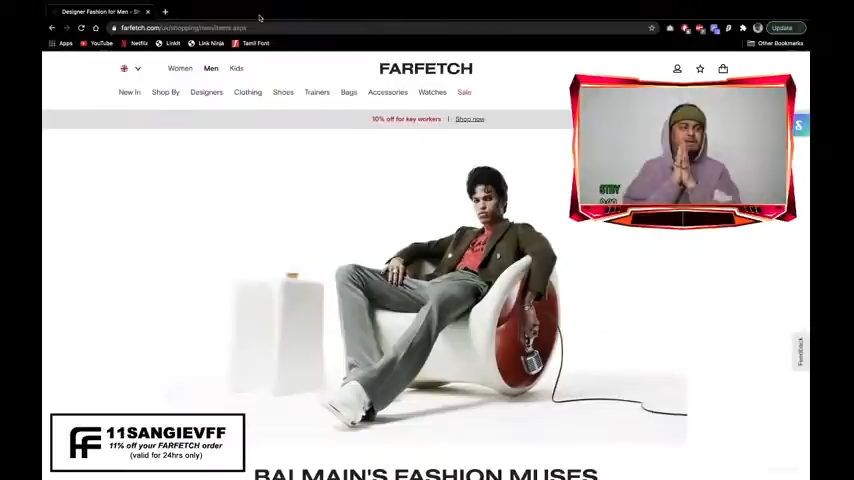 Designer Fashion for Men - Sh
farfetch.com/uk/shopping/men/items.aspx
Update
Apps YouTube Netflix LinkIt Link Ninja Tamil Font Other Bookmarks
Women Men Kids
FARFETCH
New In Shop By Designers Clothing Shoes Trainers Bags Accessories Watches Sale
10% off for key workers | Shop now
STAY
Feedback
11SANGIEVFF
11% off your FARFETCH order
(valid for 24hrs only)
BALMAIN'S FASHION MUSES